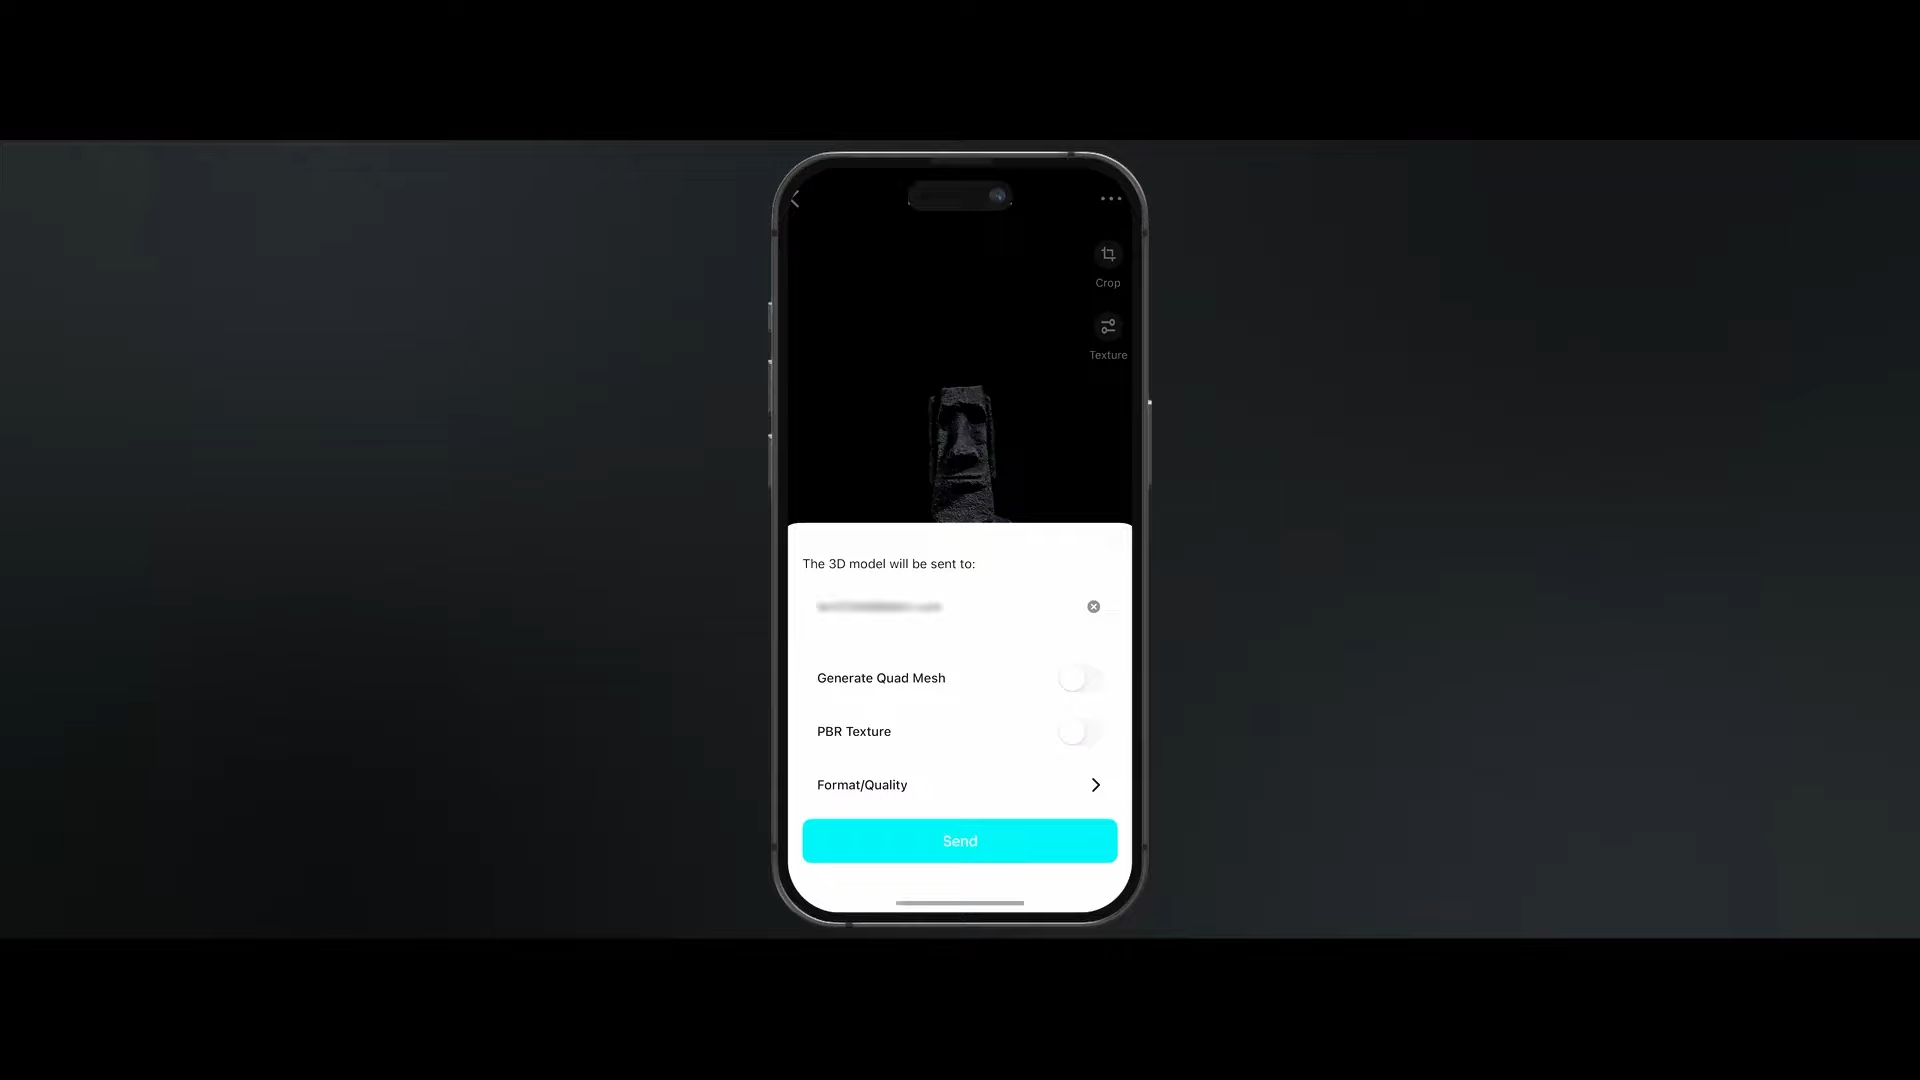 Crop
Texture
The 3D model will be sent to:
Generate Quad Mesh
PBR Texture
Format/Quality
Send